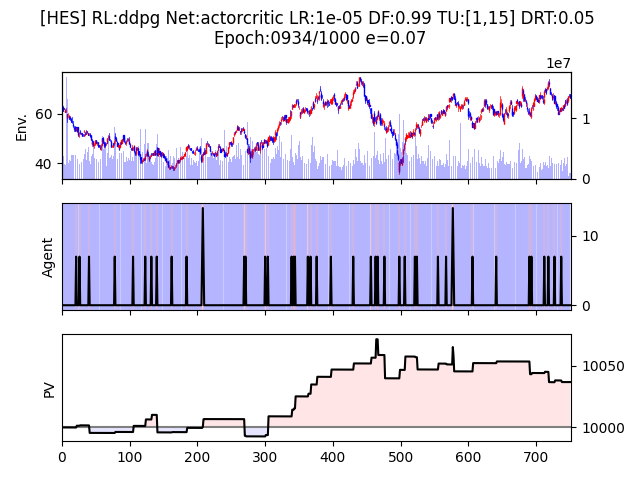 [HES] RL:ddpg Net:actorcritic LR:1e-05 DF:0.99 TU:[1,15] DRT:0.05
Epoch:0934/1000 e=0.07
1e7
Env.
60
40
1
0
Agent
10
0
PV
10050
10000
0 100 200 300 400 500 600 700